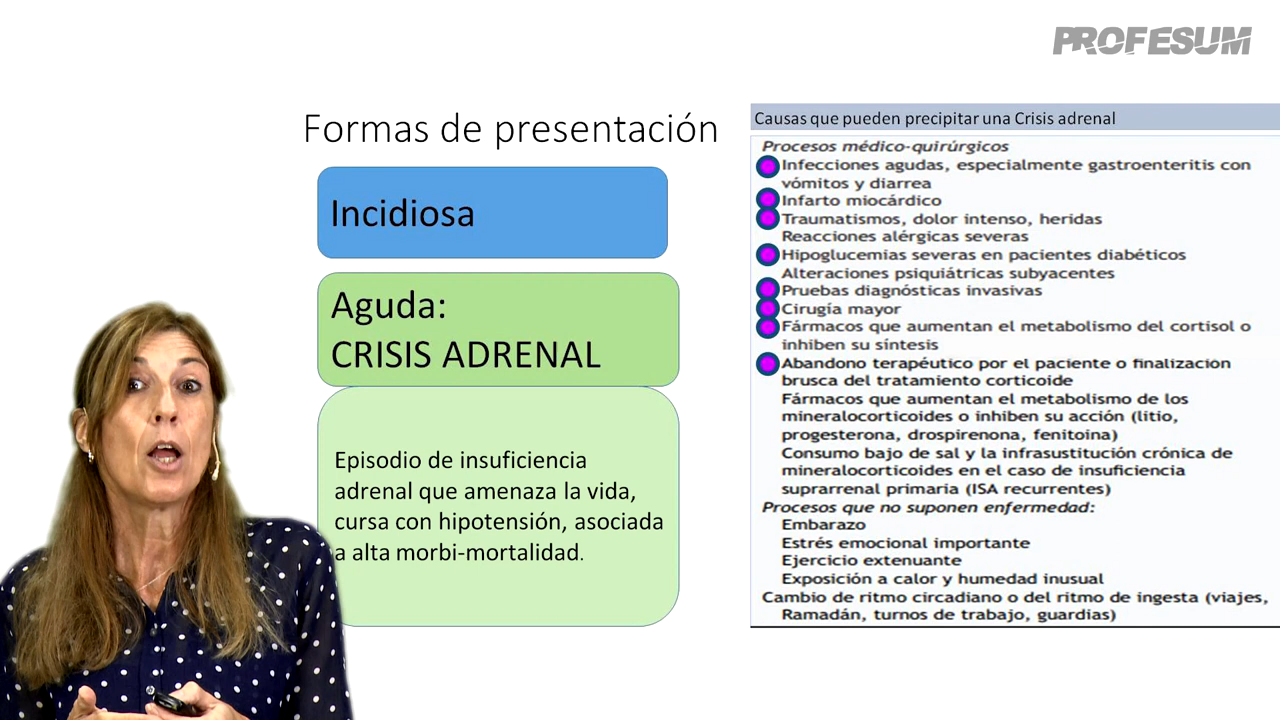 PROFESUM
Formas de presentación
Incidiosa
Aguda:
CRISIS ADRENAL
Episodio de insuficiencia
adrenal que amenaza la vida,
cursa con hipotensión, asociada
a alta morbi-mortalidad.
Causas que pueden precipitar una Crisis adrenal
Procesos médico-quirúrgicos
Infecciones agudas, especialmente gastroenteritis con
vómitos y diarrea
Infarto miocárdico
Traumatismos, dolor intenso, heridas
Reacciones alérgicas severas
Hipoglucemias severas en pacientes diabéticos
Alteraciones psiquiátricas subyacentes
Pruebas diagnósticas invasivas
Cirugía mayor
Fármacos que aumentan el metabolismo del cortisol o
inhiben su síntesis
Abandono terapéutico por el paciente o finalización
brusca del tratamiento corticoide
Fármacos que aumentan el metabolismo de los
mineralocorticoides o inhiben su acción (litio,
progesterona, drospirenona, fenitoina)
Consumo bajo de sal y la infrasustitución crónica de
mineralocorticoides en el caso de insuficiencia
suprarrenal primaria (ISA recurrentes)
Procesos que no suponen enfermedad:
Embarazo
Estrés emocional importante
Ejercicio extenuante
Exposición a calor y humedad inusual
Cambio de ritmo circadiano o del ritmo de ingesta (viajes,
Ramadán, turnos de trabajo, guardias)